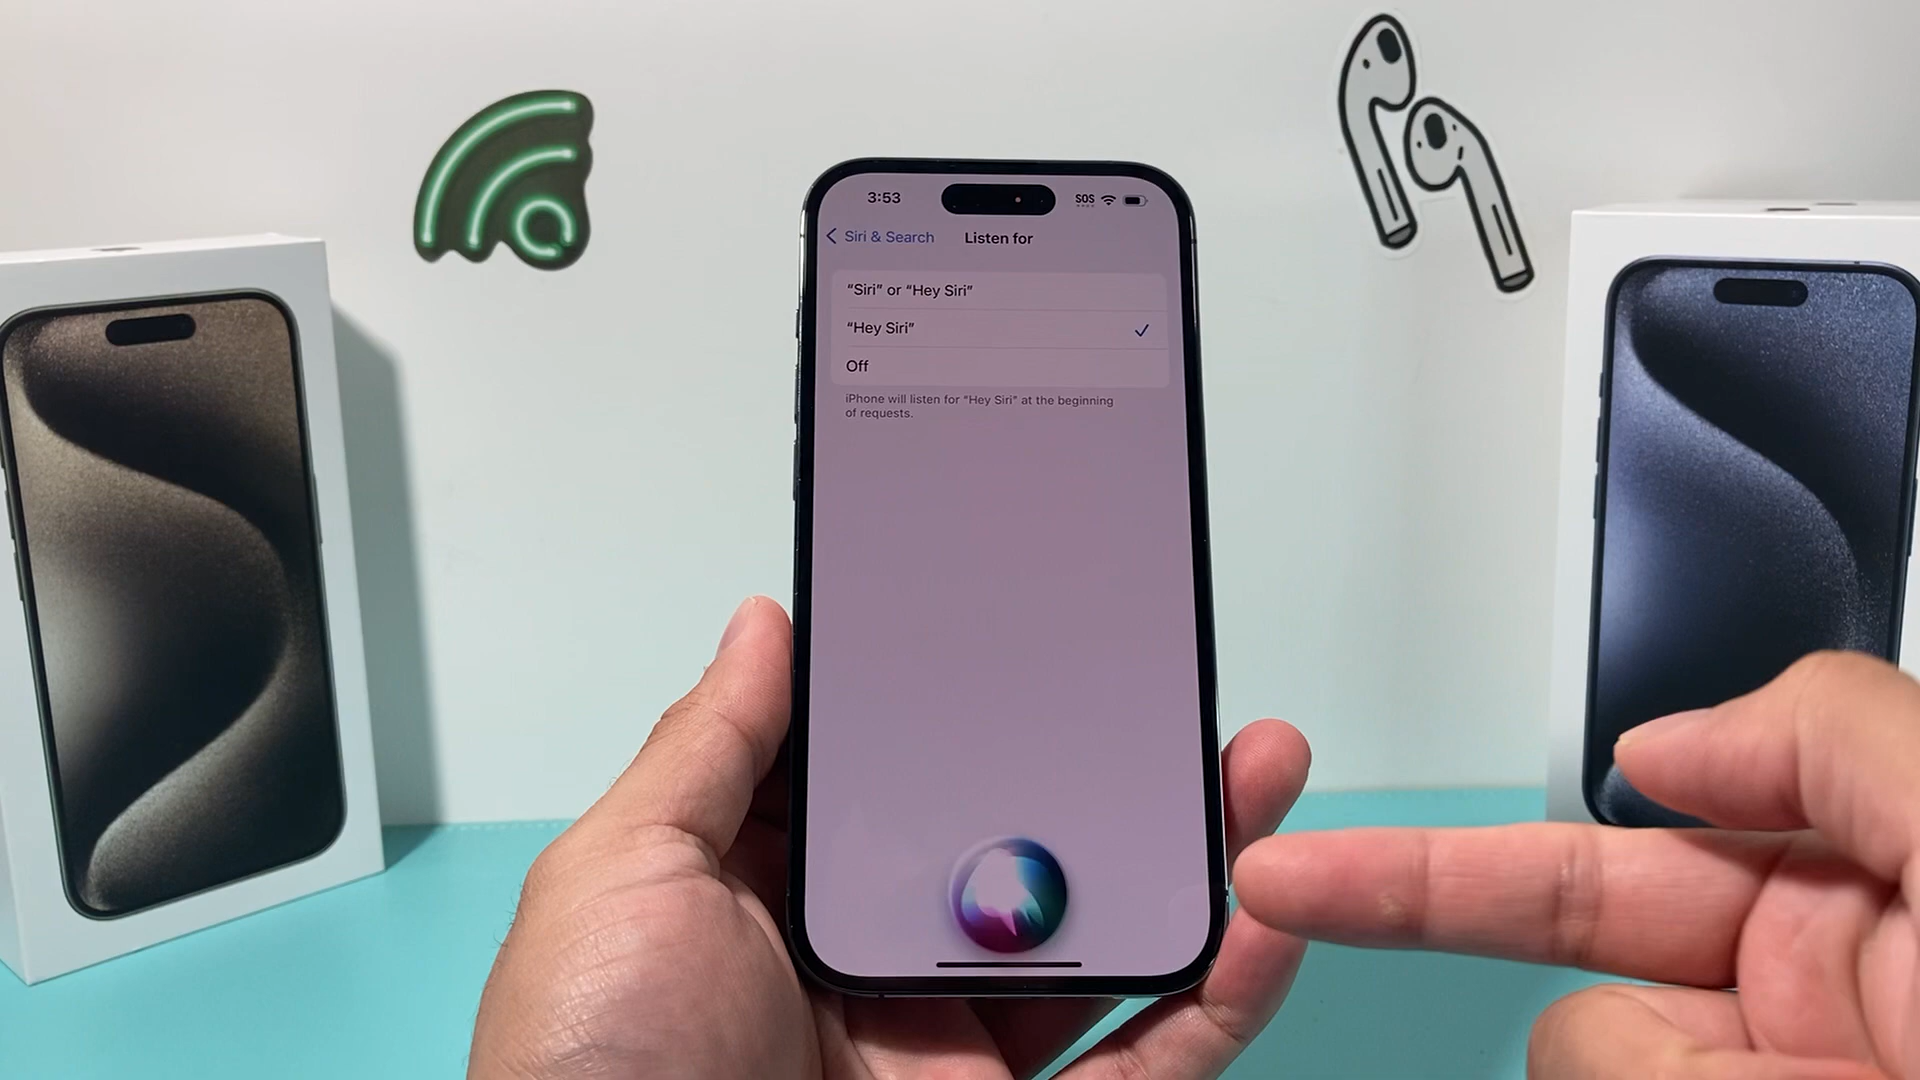 3:53
SOS
Siri & Search
Listen for
“Siri” or “Hey Siri”
“Hey Siri”
Off
iPhone will listen for “Hey Siri” at the beginning
of requests.